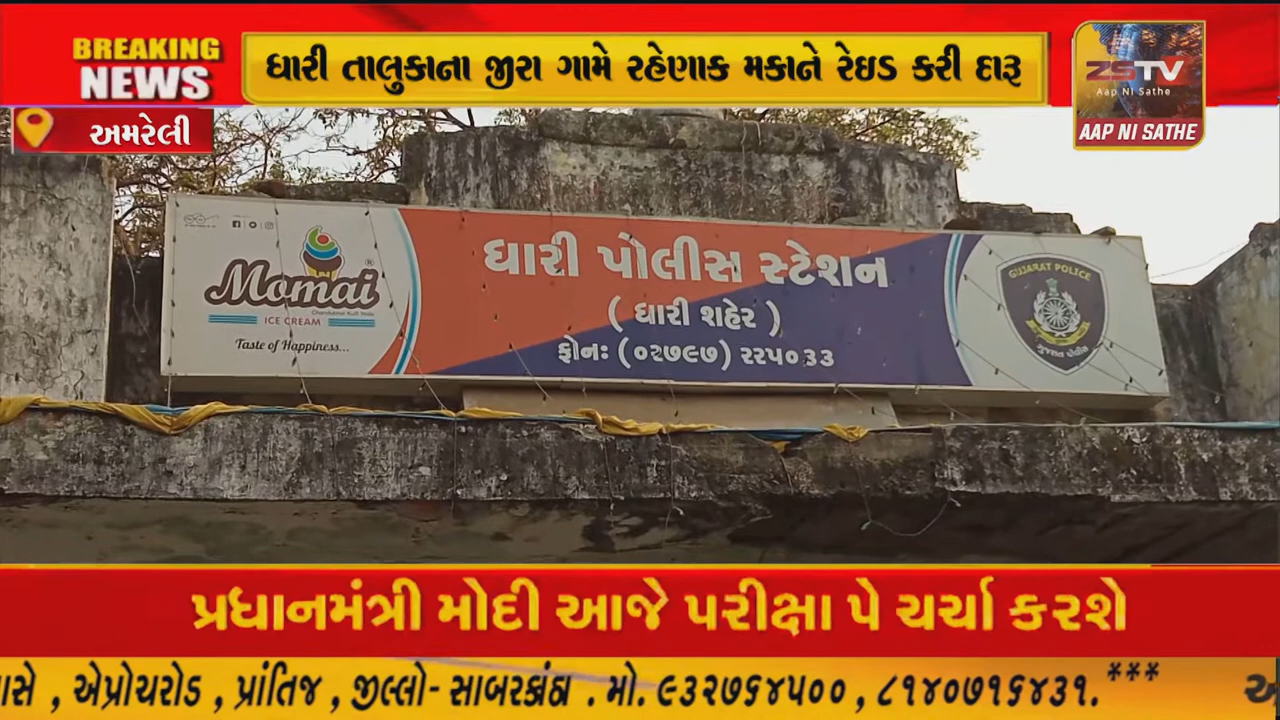 BREAKING
NEWS
ધારી તાલુકાના જીરા ગામે રહેણાક મકાને રેઇડ કરી દારૂ
ZSTV
Aap Ni Sathe
AAP NI SATHE
અમરેલી
Momai
ICE CREAM
Taste of Happiness...
ધારી પોલીસ સ્ટેશન
( ધારી શહેર )
ફોનઃ (૦૨૭૯૭) ૨૨૫૦૩૩
GUJARAT POLICE
ગુજરાત પોલીસ
પ્રધાનમંત્રી મોદી આજે પરીક્ષા પે ચર્ચા કરશે
ાસે , એપ્રોચરોડ , પ્રાંતિજ , જીલ્લો- સાબરકાંઠા . મો. ૯૩૨૭૬૪૫૦૦ , ૮૧૪૦૭૧૬૪૩૧.***